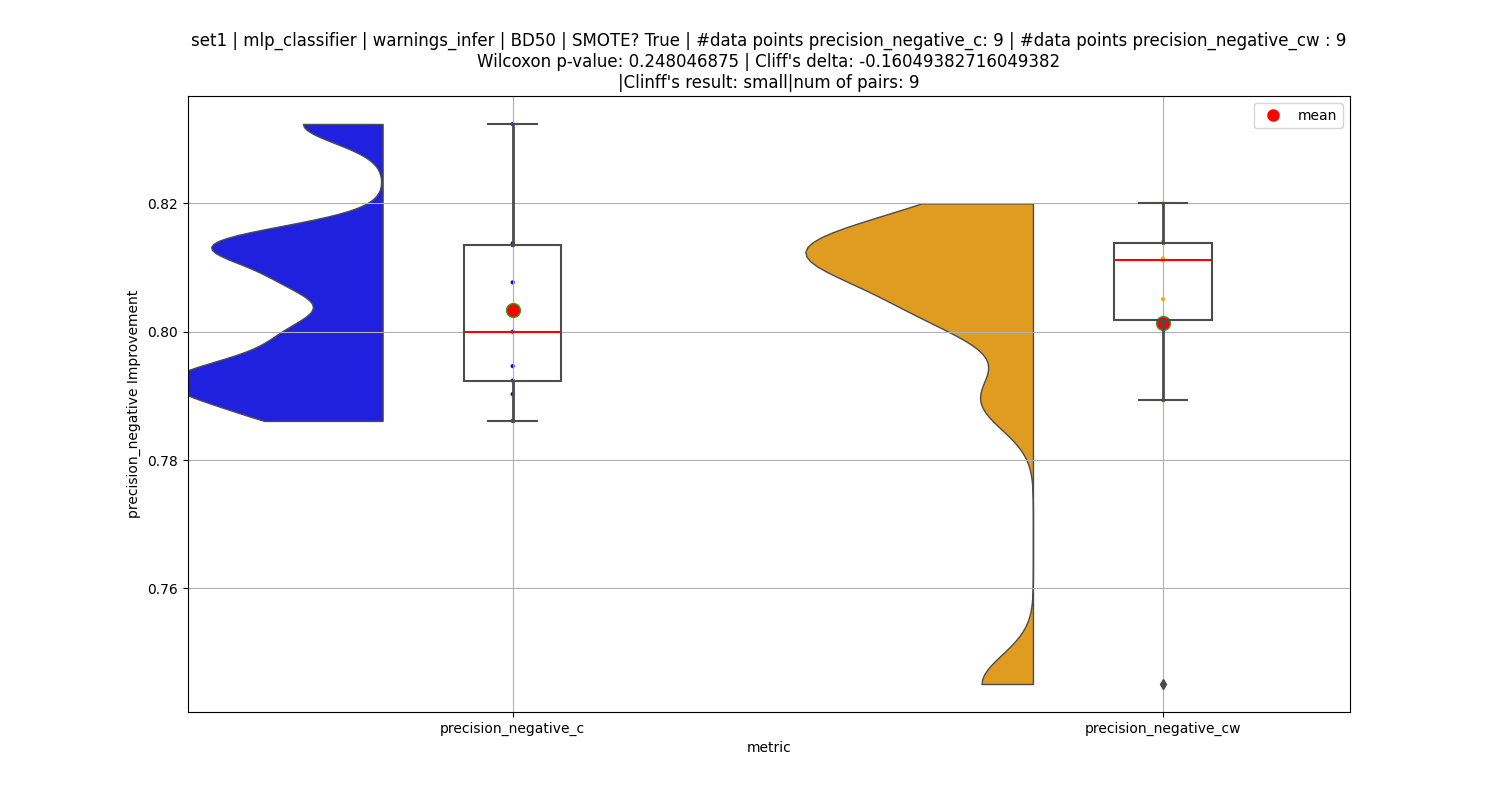 set1 | mlp_classifier | warnings_infer | BD50 | SMOTE? True | #data points precision_negative_c: 9 | #data points precision_negative_cw : 9
Wilcoxon p-value: 0.248046875 | Cliff's delta: -0.16049382716049382
|Clinff's result: small|num of pairs: 9
mean
0.82
0.80
0.78
0.76
precision_negative Improvement
precision_negative_c
precision_negative_cw
metric